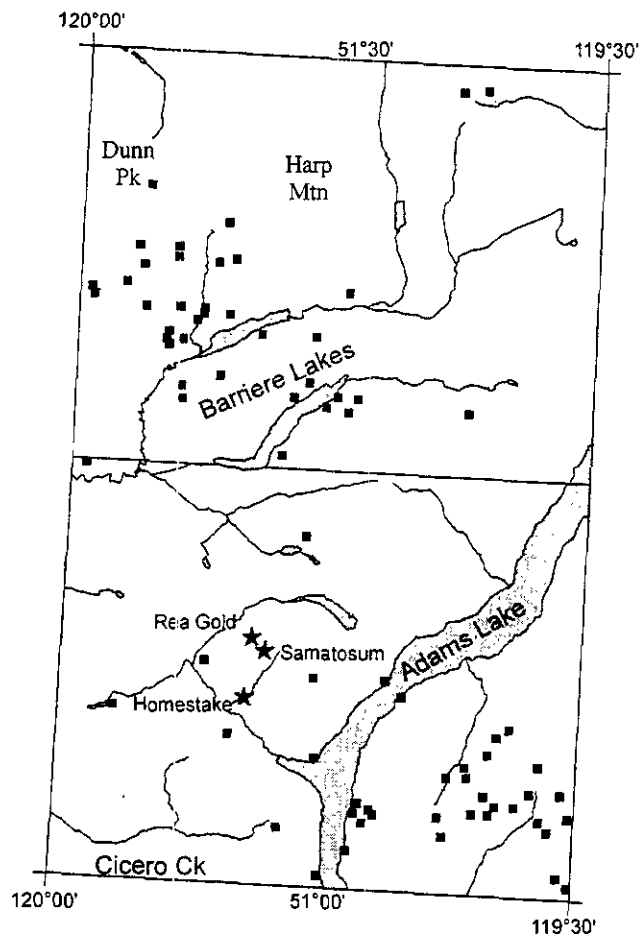 120°00'
51°30'
119°30'
Dunn
Pk
Harp
Mtn
Barriere Lakes
Rea Gold
Samatosum
Adams Lake
Homestake
Cicero Ck
120°00'
51°00'
119°30'